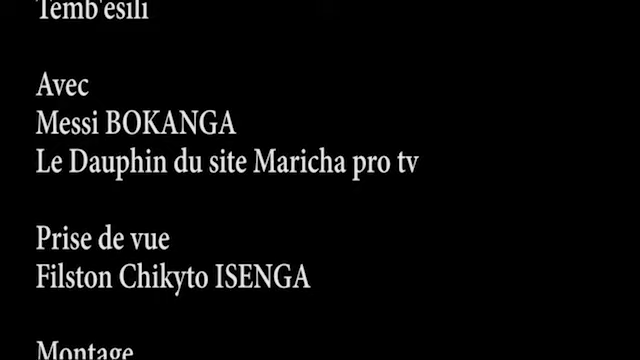 Temb'esili
Avec
Messi BOKANGA
Le Dauphin du site Maricha pro tv
Prise de vue
Filston Chikyto ISENGA
Montage